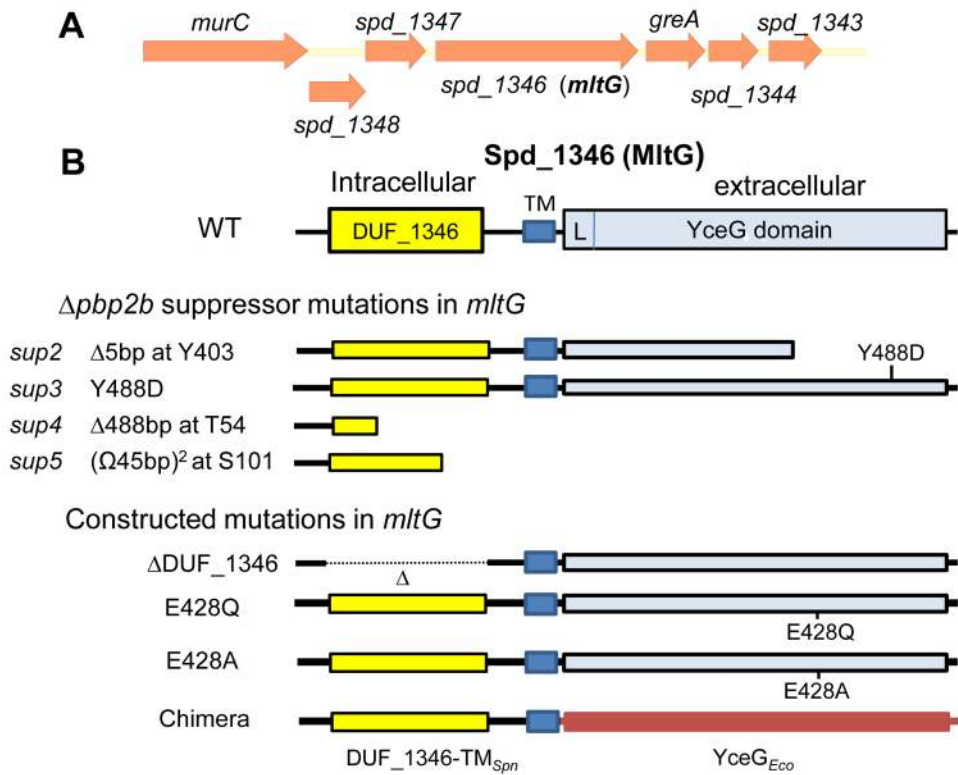 A
murC
spd_1347
greA
spd_1343
spd_1346 (mltG)
spd_1344
spd_1348
B
Spd_1346 (MltG)
Intracellular
TM
extracellular
WT
DUF_1346
L
YceG domain
Δpbp2b suppressor mutations in mltG
sup2 Δ5bp at Y403
Y488D
sup3 Y488D
sup4 Δ488bp at T54
sup5 (Ω45bp)² at S101
Constructed mutations in mltG
ΔDUF_1346
Δ
E428Q
E428Q
E428A
E428A
Chimera
DUF_1346-TMSpn
YceGEco